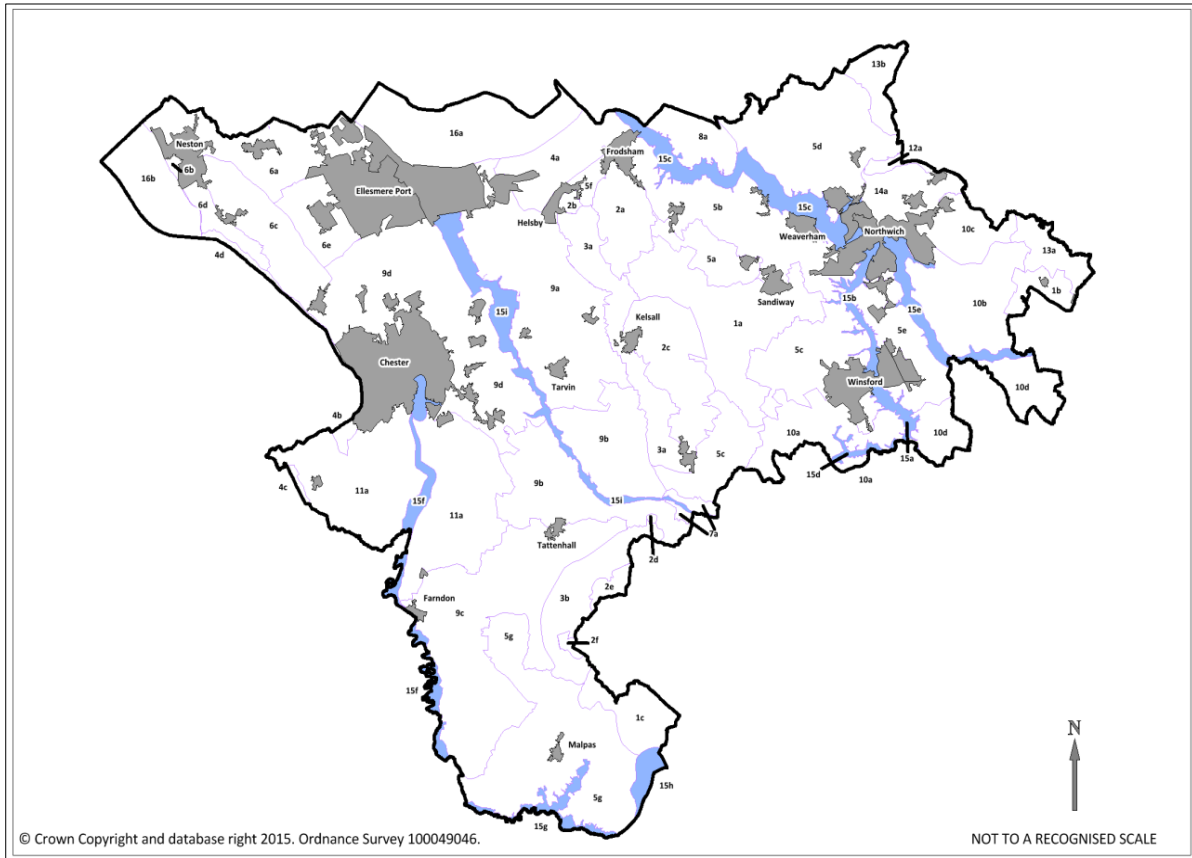 13b
16a
8a
5d
12a
Neston
16b
6b
6a
Ellesmere Port
4a
Frodsham
15c
14a
6d
6c
6e
4d
Helsby
5f
2b
2a
5b
15c
Weaverham
Northwich
10c
3a
13a
1b
9d
9a
5a
Sandiway
15b
15e
10b
15i
Kelsall
1a
2c
5c
5e
Chester
9d
Tarvin
Winsford
10d
4b
9b
3a
5c
10a
10d
15a
15d
10a
4c
11a
15f
9b
15i
11a
7a
Tattenhall
2d
2e
3b
Farndon
9c
5g
2f
15f
1c
Malpas
5g
15h
15g
N
© Crown Copyright and database right 2015. Ordnance Survey 100049046.
NOT TO A RECOGNISED SCALE